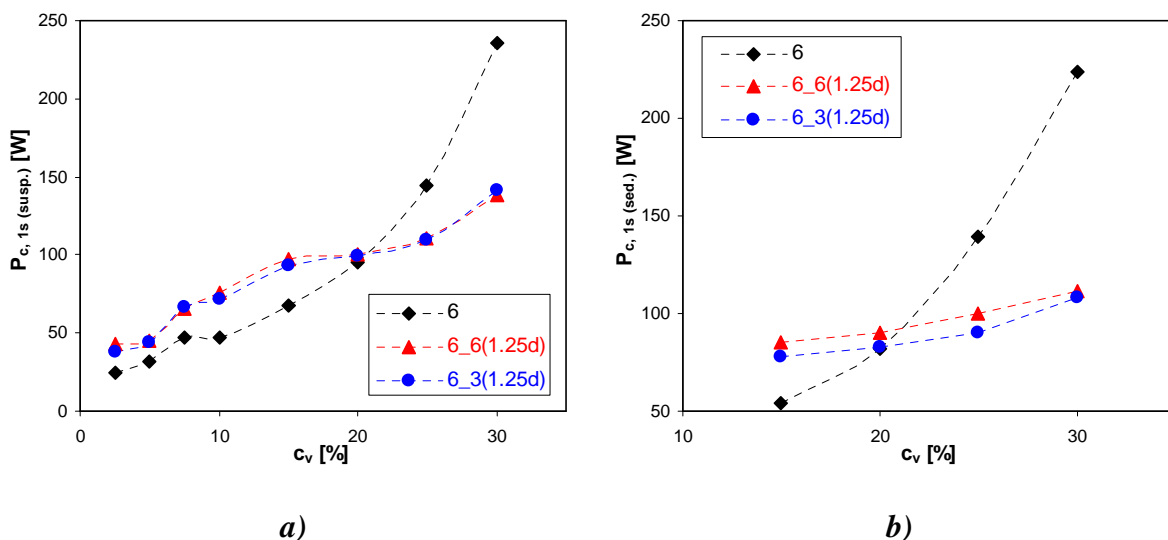 250
200
150
100
50
0
P c, 1s (susp.) [W]
6
6_6(1.25d)
6_3(1.25d)
0 10 20 30
c v [%]
a)
250
200
150
100
50
P c, 1s (sed.) [W]
6
6_6(1.25d)
6_3(1.25d)
10 20 30
c v [%]
b)